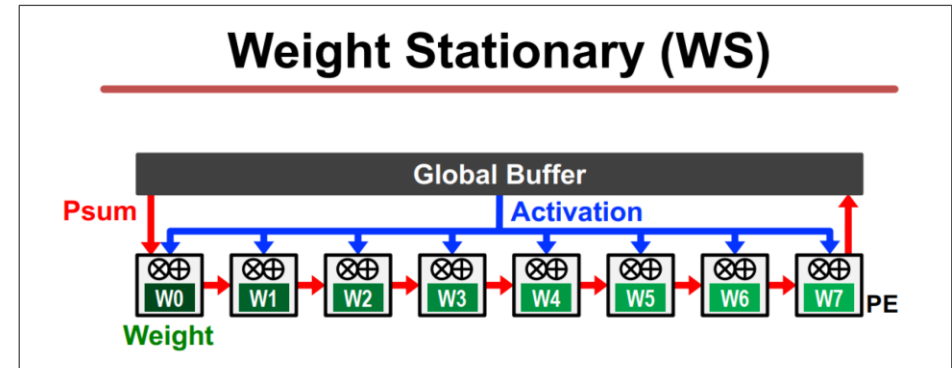 Weight Stationary (WS)
Global Buffer
Psum
Activation
W0 W1 W2 W3 W4 W5 W6 W7
PE
Weight